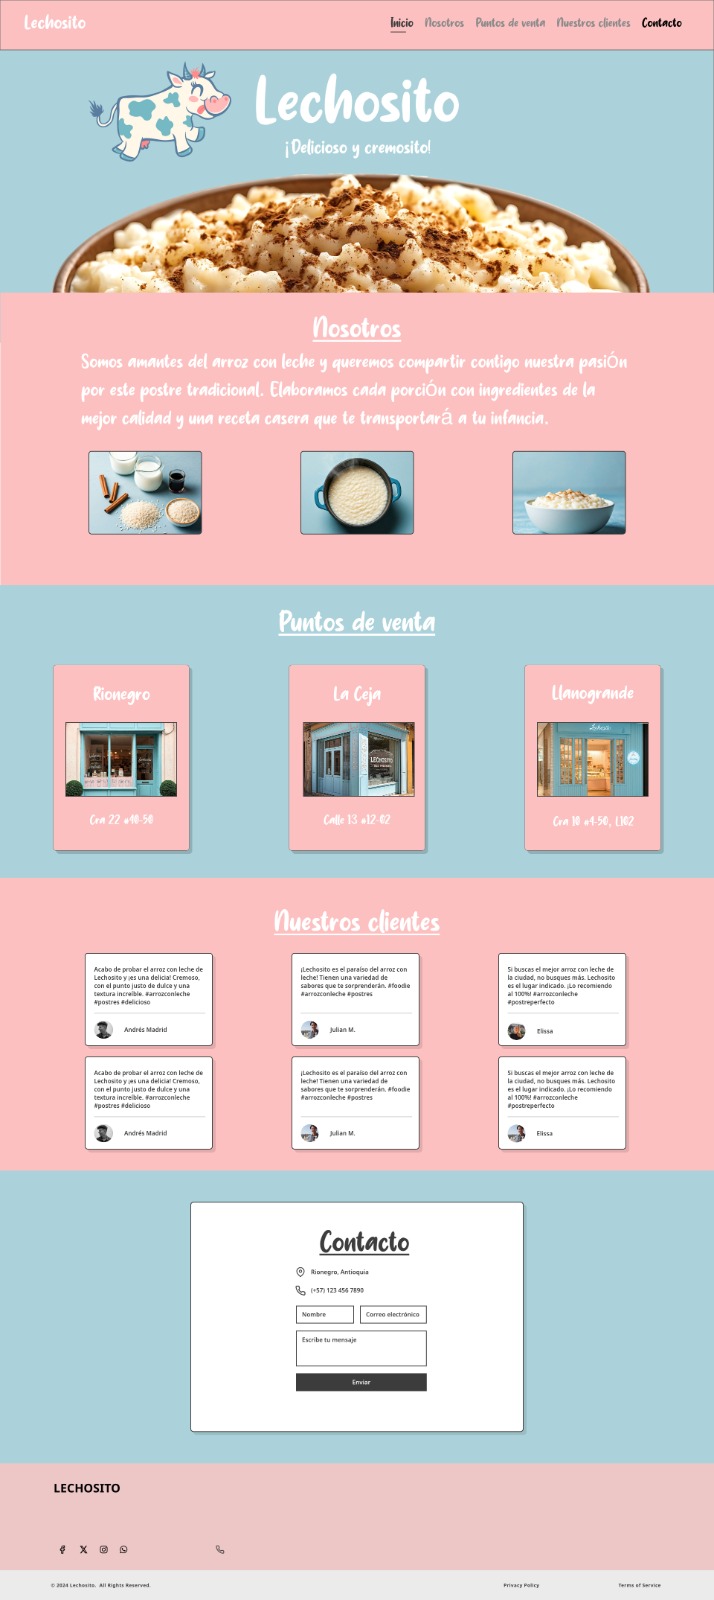 Lechosito
Inicio Nosotros Puntos de venta Nuestros clientes Contacto
Lechosito
¡Delicioso y cremosito!
Nosotros
Somos amantes del arroz con leche y queremos compartir contigo nuestra pasiÓn
por este postre tradicional. Elaboramos cada porciÓn con ingredientes de la
mejor calidad y una receta casera que te transportará a tu infancia.
Puntos de venta
Rionegro
Cra 22 #40-50
La Ceja
LECHOSITO
Calle 13 #12-02
Llanogrande
Lechosito
Cra 10 #4-50, L102
Nuestros clientes
Acabo de probar el arroz con leche de
Lechosito y ¡es una delicia! Cremoso,
con el punto justo de dulce y una
textura increíble. #arrozconleche
#postres #delicioso
Andrés Madrid
¡Lechosito es el paraíso del arroz con
leche! Tienen una variedad de
sabores que te sorprenderán. #foodie
#arrozconleche #postres
Julian M.
Si buscas el mejor arroz con leche de
la ciudad, no busques más. Lechosito
es el lugar indicado. ¡Lo recomiendo
al 100%! #arrozconleche
#postreperfecto
Elissa
Acabo de probar el arroz con leche de
Lechosito y ¡es una delicia! Cremoso,
con el punto justo de dulce y una
textura increíble. #arrozconleche
#postres #delicioso
Andrés Madrid
¡Lechosito es el paraíso del arroz con
leche! Tienen una variedad de
sabores que te sorprenderán. #foodie
#arrozconleche #postres
Julian M.
Si buscas el mejor arroz con leche de
la ciudad, no busques más. Lechosito
es el lugar indicado. ¡Lo recomiendo
al 100%! #arrozconleche
#postreperfecto
Elissa
Contacto
Rionegro, Antioquia
(+57) 123 456 7890
Nombre
Correo electrónico
Escribe tu mensaje
Enviar
LECHOSITO
© 2024 Lechosito. All Rights Reserved.
Privacy Policy
Terms of Service